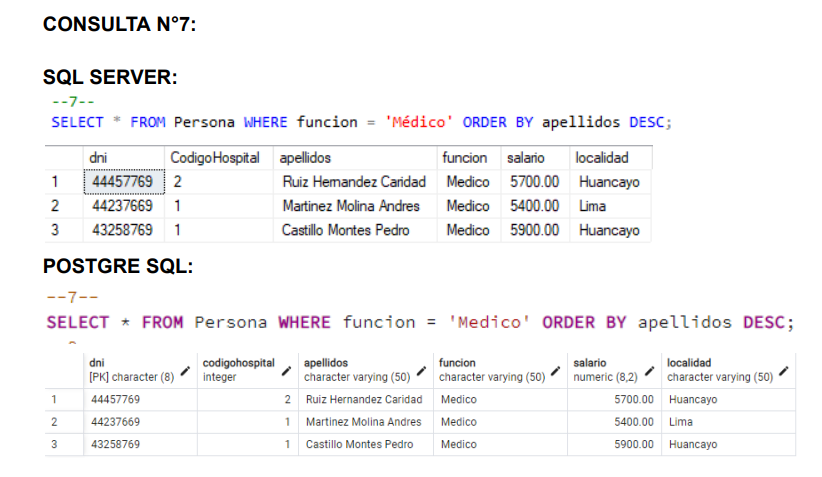 CONSULTA N°7:
SQL SERVER:
--7--
SELECT * FROM Persona WHERE funcion = 'Médico' ORDER BY apellidos DESC;
dni CodigoHospital apellidos funcion salario localidad
1 44457769 2 Ruiz Hernandez Caridad Medico 5700.00 Huancayo
2 44237669 1 Martinez Molina Andres Medico 5400.00 Lima
3 43258769 1 Castillo Montes Pedro Medico 5900.00 Huancayo
POSTGRE SQL:
--7--
SELECT * FROM Persona WHERE funcion = 'Medico' ORDER BY apellidos DESC;
dni codigohospital apellidos funcion salario localidad
[PK] character (8) integer character varying (50) character varying (50) numeric (8,2) character varying (50)
1 44457769 2 Ruiz Hernandez Caridad Medico 5700.00 Huancayo
2 44237669 1 Martinez Molina Andres Medico 5400.00 Lima
3 43258769 1 Castillo Montes Pedro Medico 5900.00 Huancayo